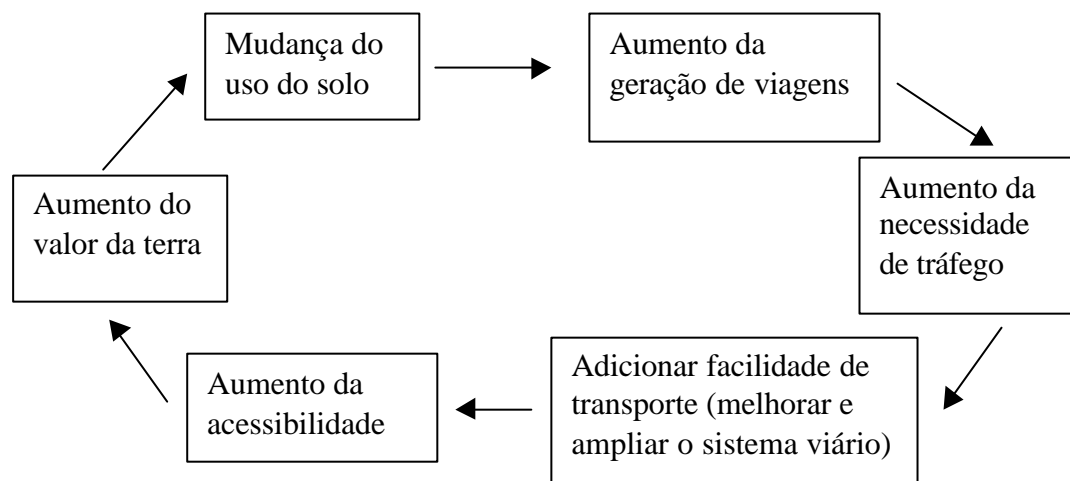 Mudança do
uso do solo
Aumento da
geração de viagens
Aumento da
necessidade
de tráfego
Adicionar facilidade de
transporte (melhorar e
ampliar o sistema viário)
Aumento da
acessibilidade
Aumento do
valor da terra